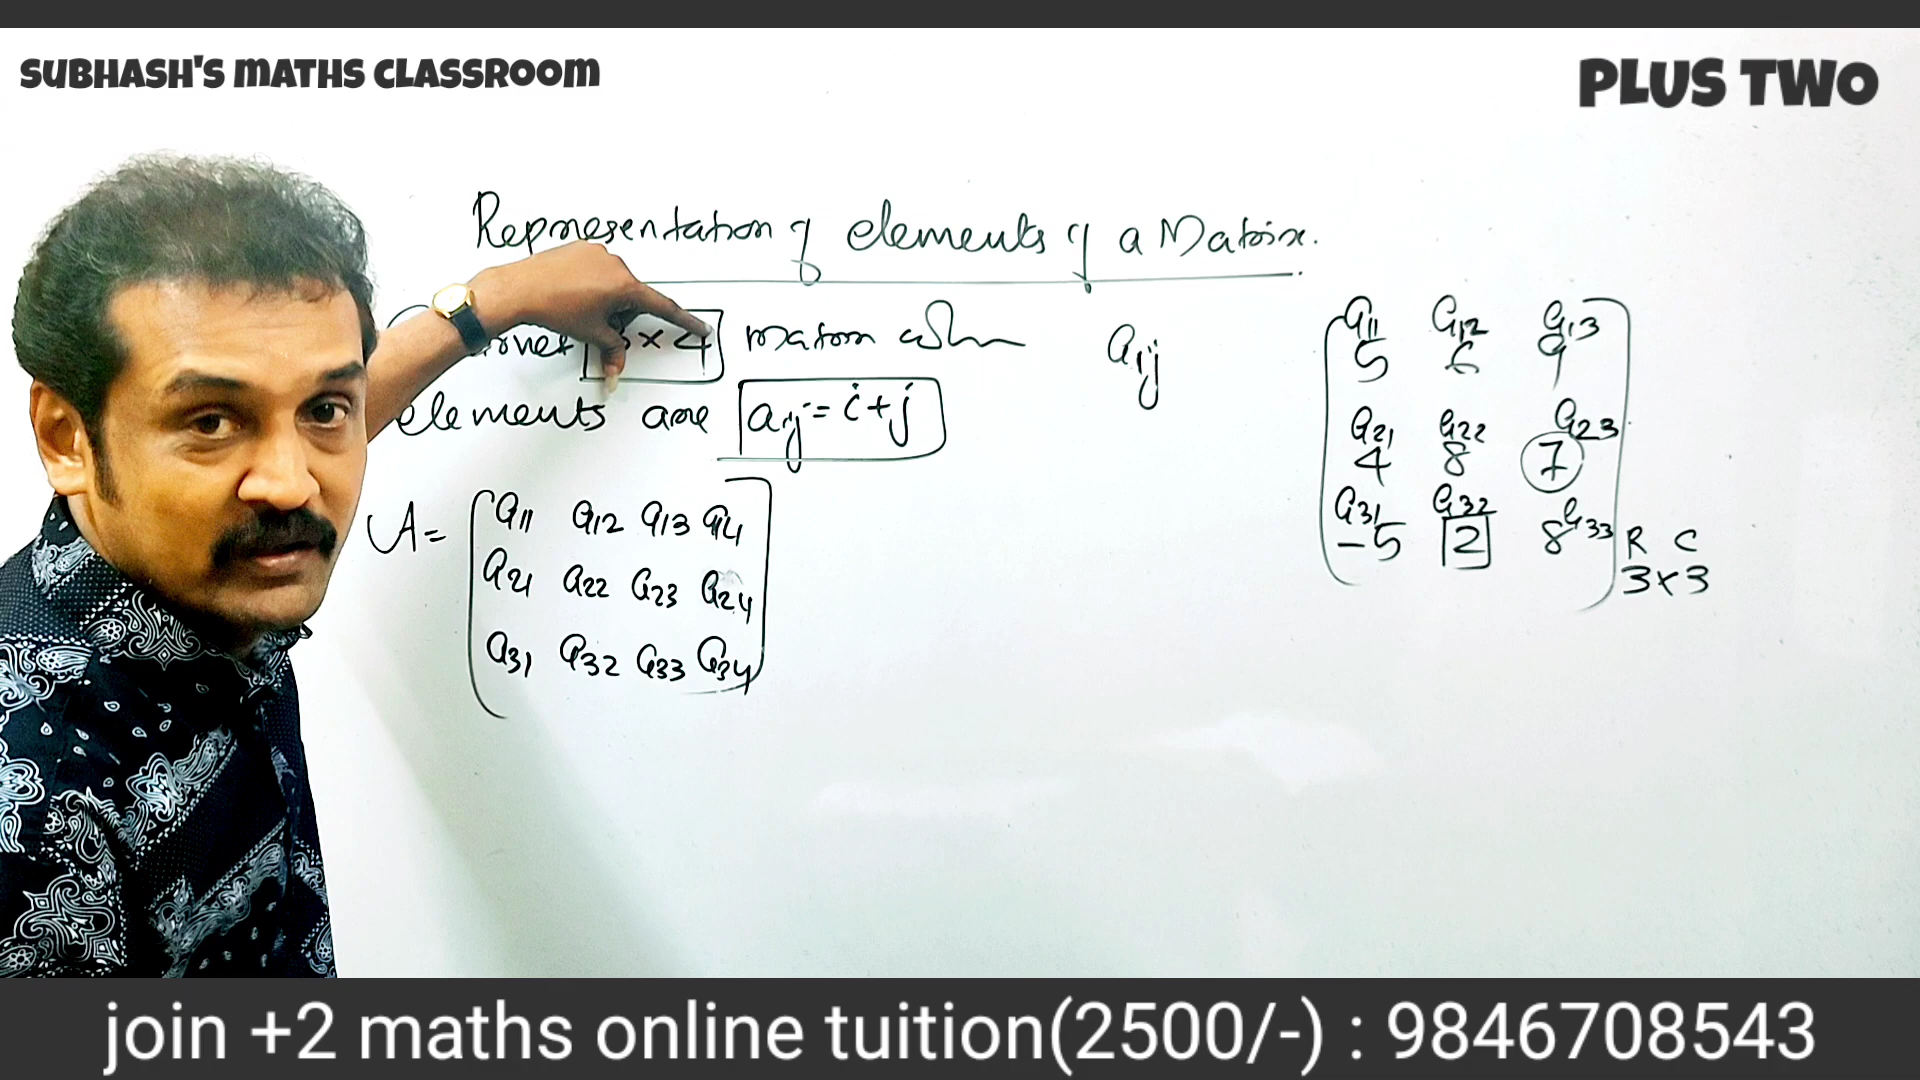 SUBHASH'S MATHS CLASSROOM
PLUS TWO
Representation of elements of a Matrix.
3 × 4 matrix whose
elements are aij = i + j
A = a11 a12 a13 a14
a21 a22 a23 a24
a31 a32 a33 a34
aij
a11 a12 a13
5 6 9
a21 a22 a23
4 8 7
a31 a32 a33
-5 2 8
R C
3×3
join +2 maths online tuition(2500/-) : 9846708543